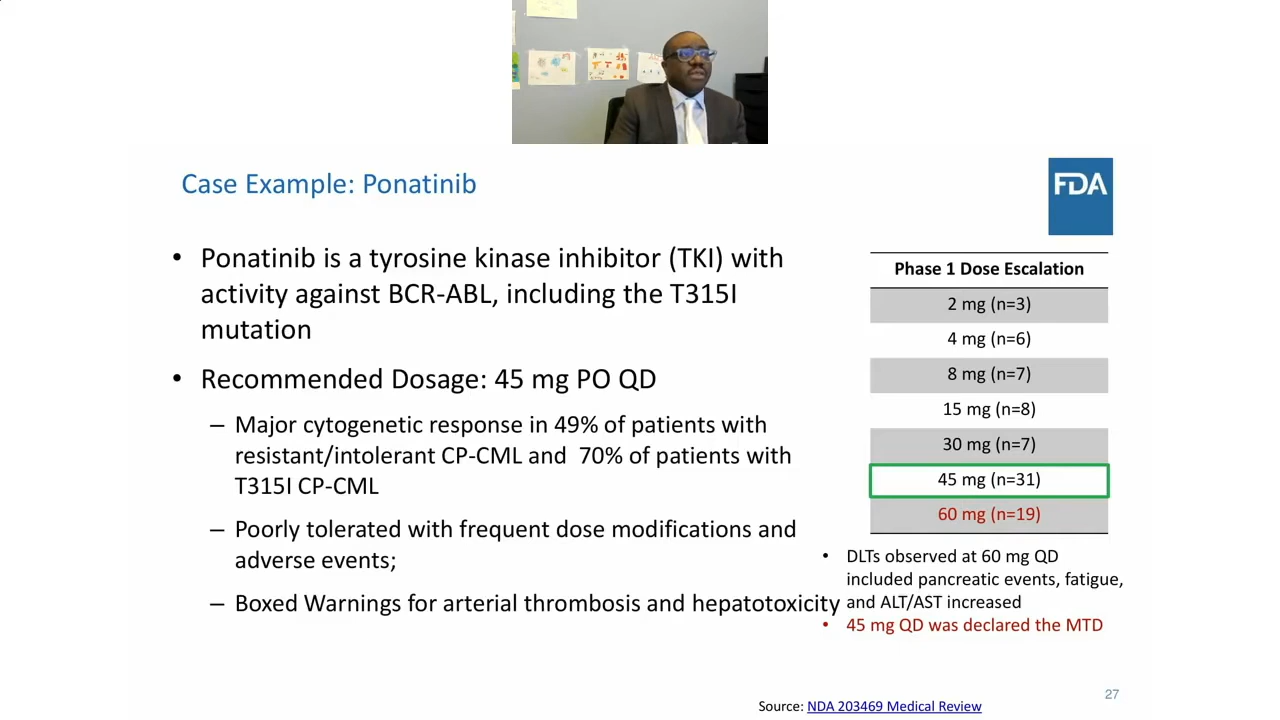 Case Example: Ponatinib
FDA
• Ponatinib is a tyrosine kinase inhibitor (TKI) with
activity against BCR-ABL, including the T315I
mutation
• Recommended Dosage: 45 mg PO QD
– Major cytogenetic response in 49% of patients with
resistant/intolerant CP-CML and  70% of patients with
T315I CP-CML
– Poorly tolerated with frequent dose modifications and
adverse events;
– Boxed Warnings for arterial thrombosis and hepatotoxicity
Phase 1 Dose Escalation
2 mg (n=3)
4 mg (n=6)
8 mg (n=7)
15 mg (n=8)
30 mg (n=7)
45 mg (n=31)
60 mg (n=19)
• DLTs observed at 60 mg QD
included pancreatic events, fatigue,
and ALT/AST increased
• 45 mg QD was declared the MTD
27
Source: NDA 203469 Medical Review